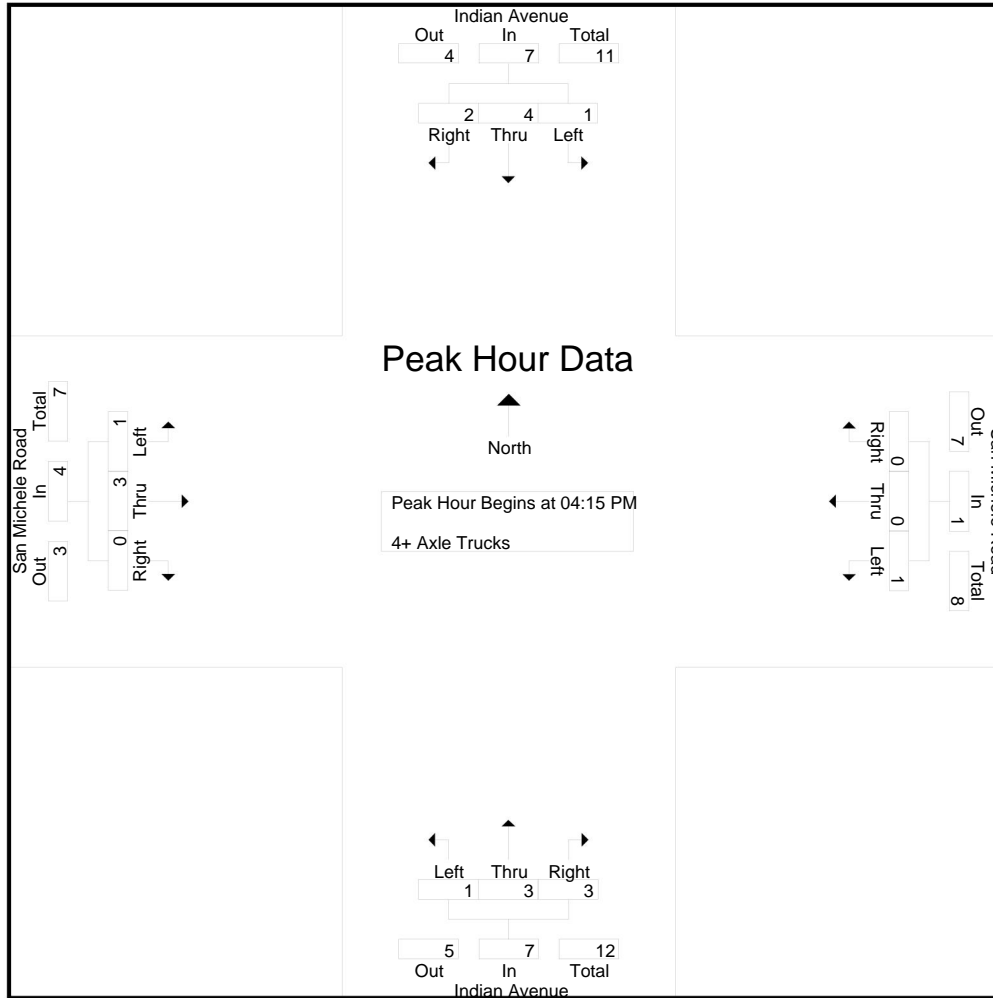 Indian Avenue
Out In Total
4 7 11
2 4 1
Right Thru Left
Peak Hour Data
North
Peak Hour Begins at 04:15 PM
4+ Axle Trucks
San Michele Road
Total In Out
7 4 3
1 3 0
Left Thru Right
Right Thru Left
0 0 1
Out In Total
7 1 8
Left Thru Right
1 3 3
5 7 12
Out In Total
Indian Avenue